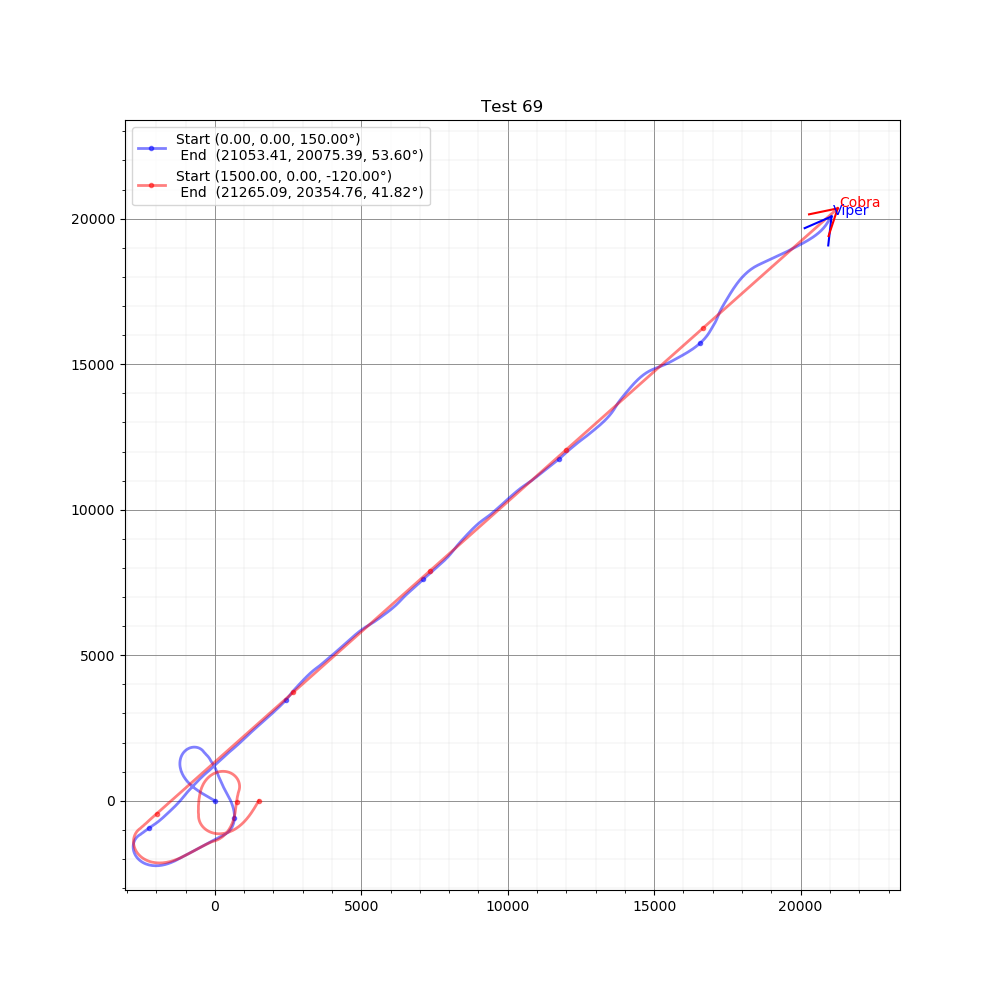 Test 69
Start (0.00, 0.00, 150.00°)
End  (21053.41, 20075.39, 53.60°)
Start (1500.00, 0.00, -120.00°)
End  (21265.09, 20354.76, 41.82°)
Cobra
Viper
20000
15000
10000
5000
0
0 5000 10000 15000 20000